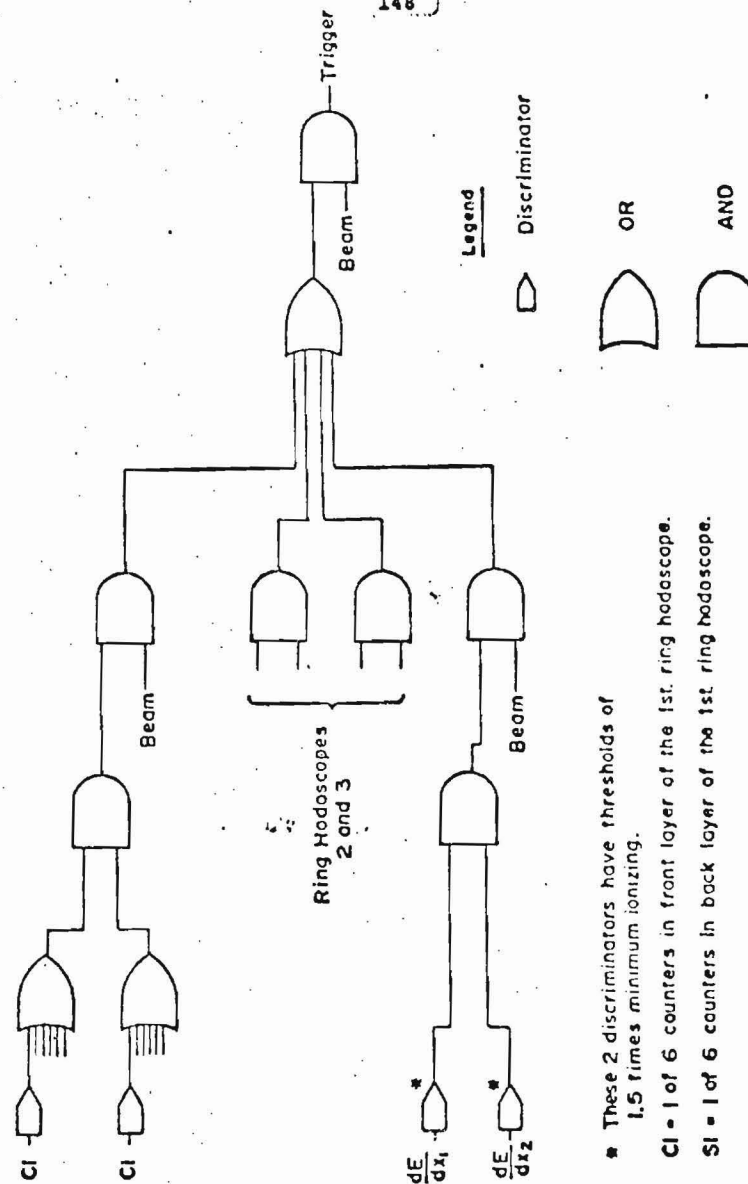 148
CI
CI
Beam
Ring Hodoscopes
2 and 3
Beam
Trigger
dE
dx1
*
dE
dx2
*
Beam
Legend
Discriminator
OR
AND
* These 2 discriminators have thresholds of
1.5 times minimum ionizing.
CI = 1 of 6 counters in front layer of the 1st. ring hodoscope.
SI = 1 of 6 counters in back layer of the 1st. ring hodoscope.